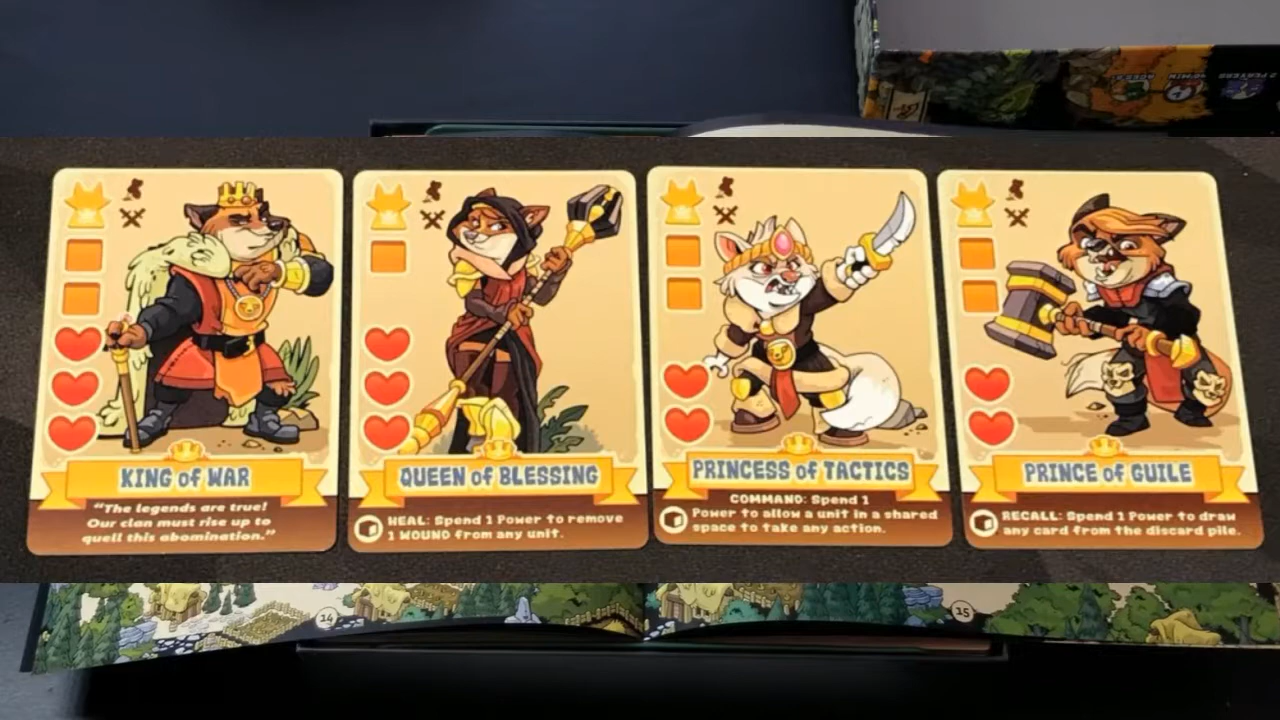 KING of WAR
"The legends are true!
Our clan must rise up to
quell this abomination."
QUEEN of BLESSING
HEAL: Spend 1 Power to remove
1 WOUND from any unit.
PRINCESS of TACTICS
COMMAND: Spend 1
Power to allow a unit in a shared
space to take any action.
PRINCE of GUILE
RECALL: Spend 1 Power to draw
any card from the discard pile.
14
15
2 PLAYERS